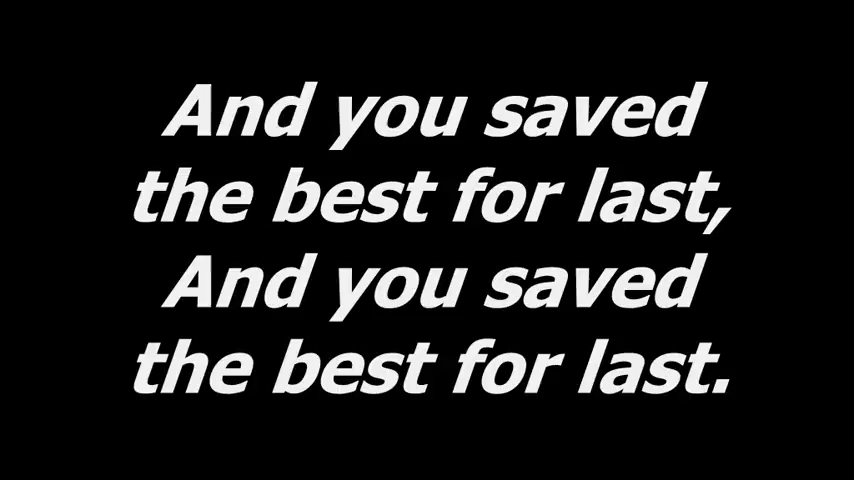 And you saved
the best for last,
And you saved
the best for last.